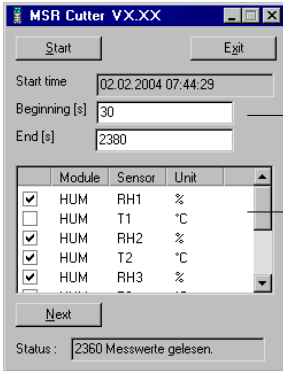 MSR Cutter VX.XX
Start Exit
Start time 02.02.2004 07:44:29
Beginning [s] 30
End [s] 2380
Module Sensor Unit
HUM RH1 %
HUM T1 °C
HUM RH2 %
HUM T2 °C
HUM RH3 %
Next
Status : 2360 Messwerte gelesen.